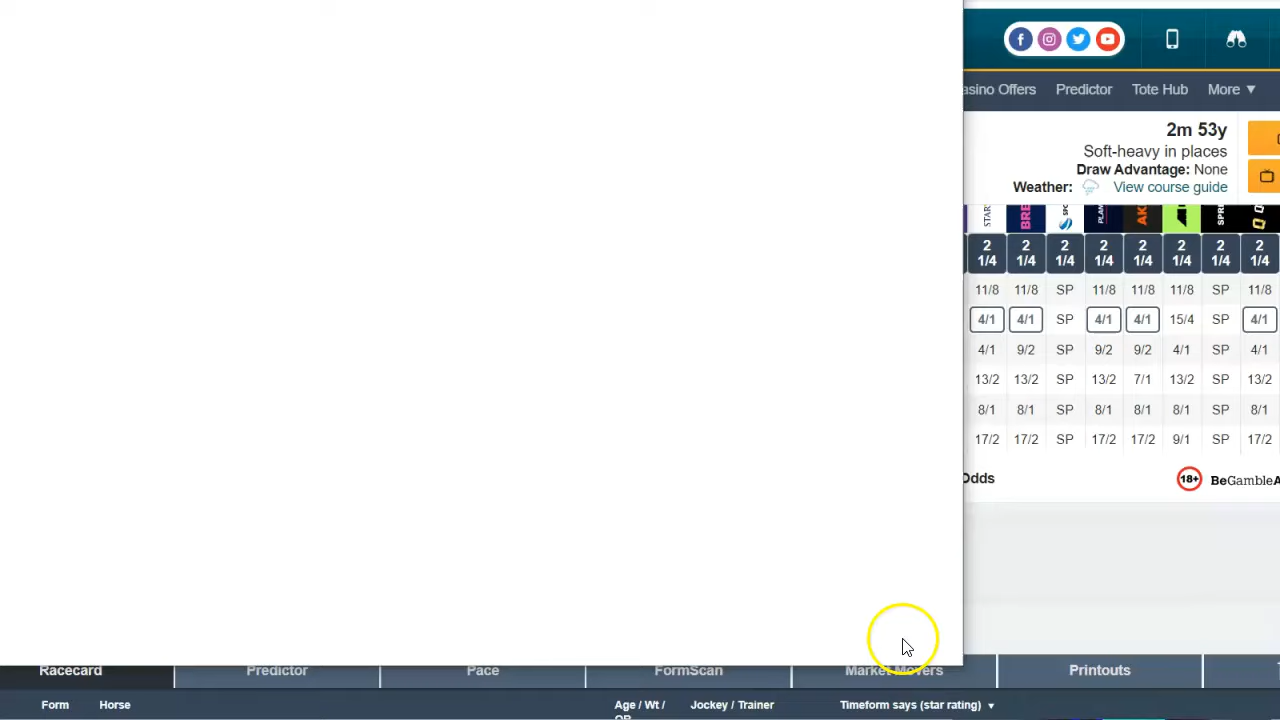 asino Offers Predictor Tote Hub More ▼
2m 53y
Soft-heavy in places
Draw Advantage: None
Weather: View course guide
STAR BRE SPO PLAN AK SPRE
2 2 2 2 2 2 2 2
1/4 1/4 1/4 1/4 1/4 1/4 1/4 1/4
11/8 11/8 SP 11/8 11/8 11/8 SP 11/8
4/1 4/1 SP 4/1 4/1 15/4 SP 4/1
4/1 9/2 SP 9/2 9/2 4/1 SP 4/1
13/2 13/2 SP 13/2 7/1 13/2 SP 13/2
8/1 8/1 SP 8/1 8/1 8/1 SP 8/1
17/2 17/2 SP 17/2 17/2 9/1 SP 17/2
Odds 18+ BeGambleA
Racecard Predictor Pace FormScan Market Movers Printouts
Form Horse Age / Wt / Jockey / Trainer Timeform says (star rating) ▼
OR